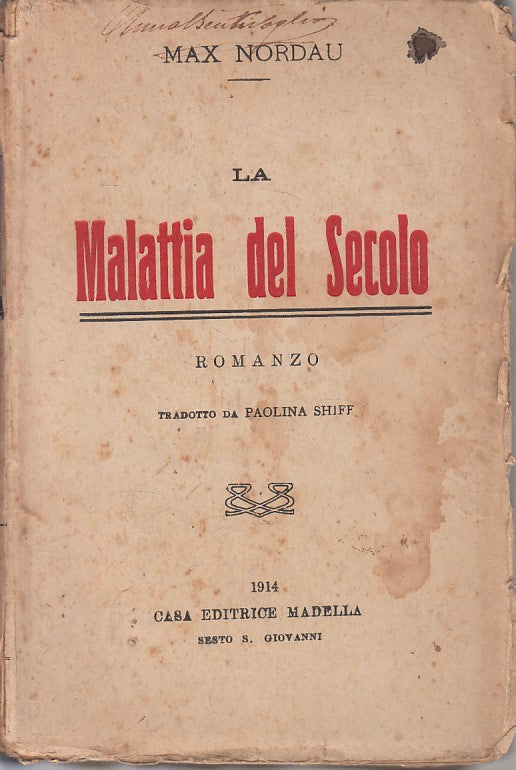 MAX NORDAU
LA
Malattia del Secolo
ROMANZO
TRADOTTO DA PAOLINA SHIFF
1914
CASA EDITRICE MADELLA
SESTO S. GIOVANNI